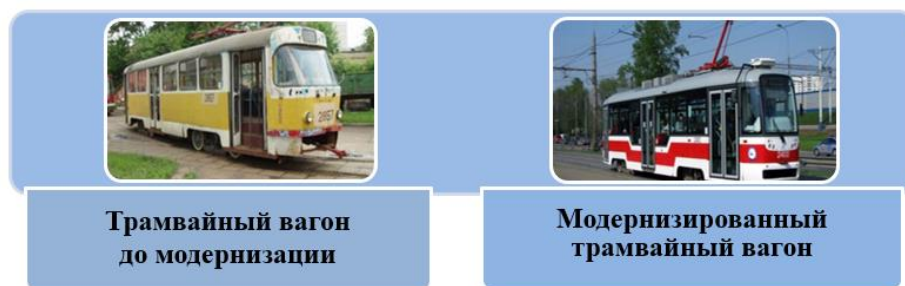 Трамвайный вагон
до модернизации
Модернизированный
трамвайный вагон